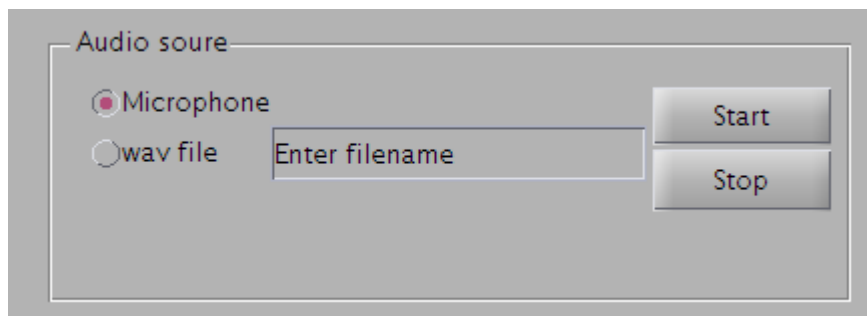 Audio soure
Microphone
Start
wav file
Enter filename
Stop